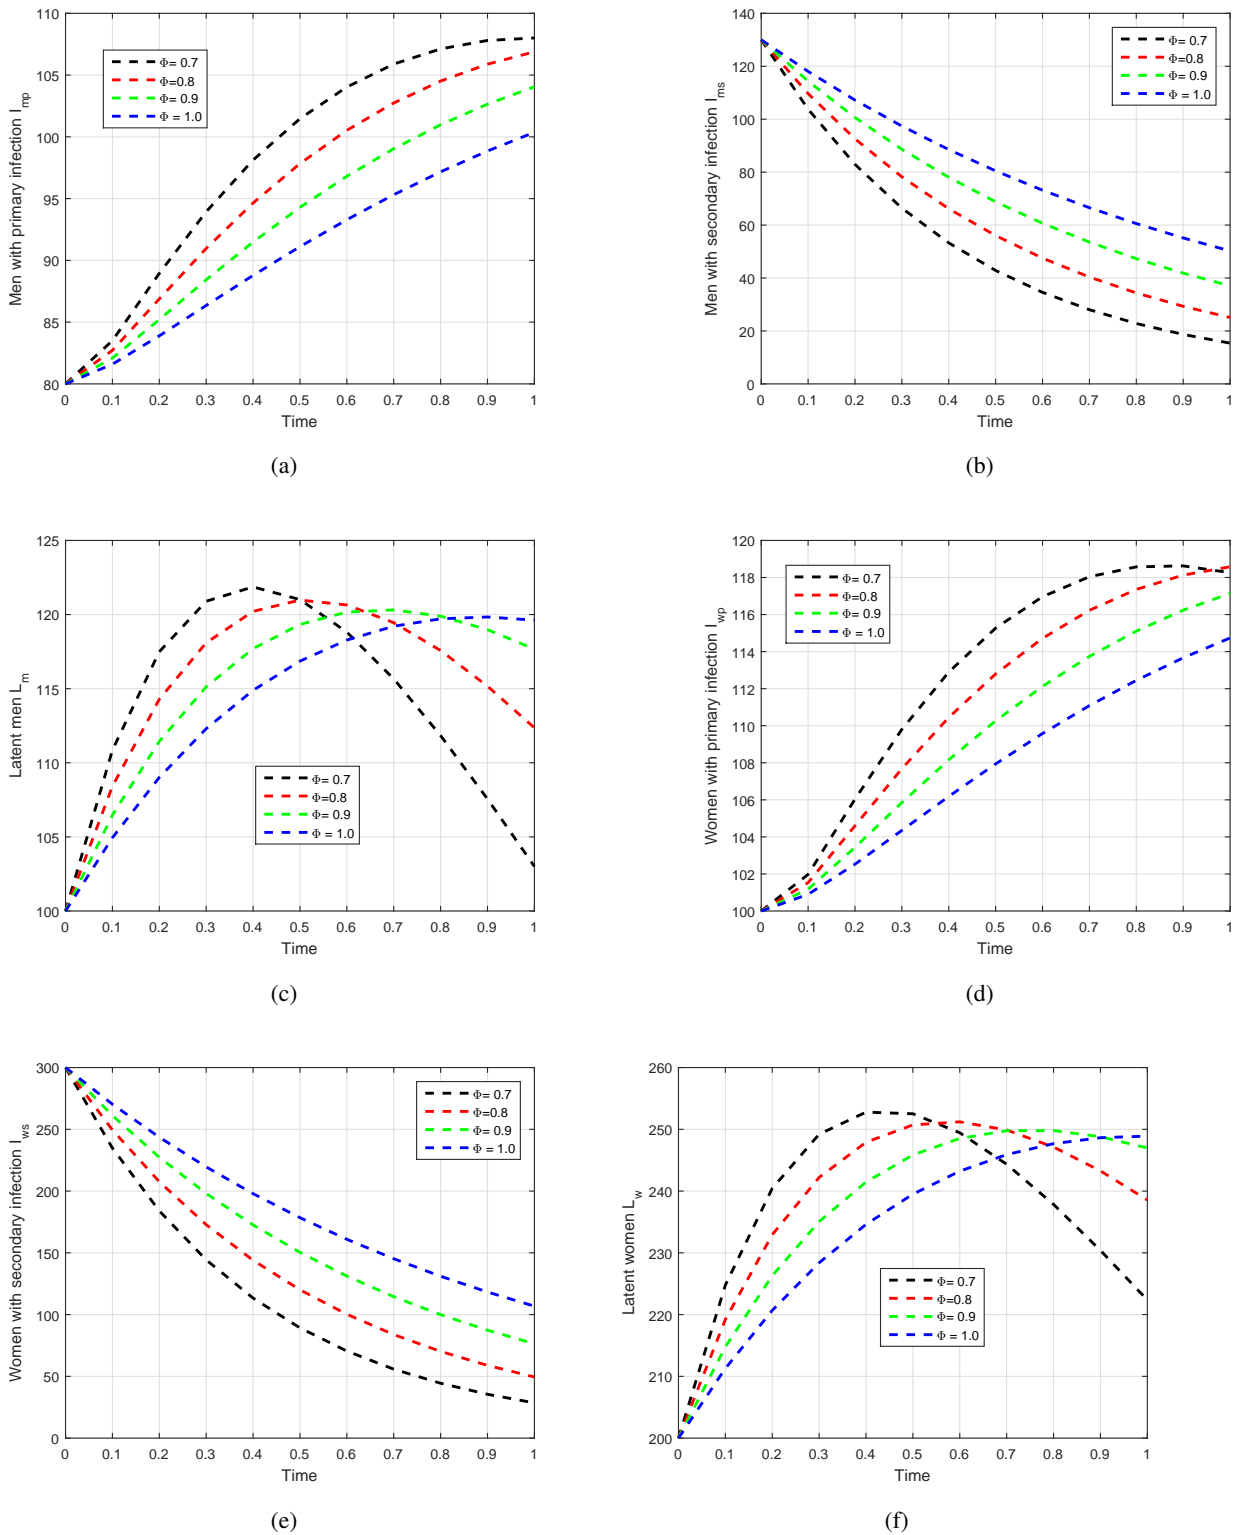 110
105
100
95
90
85
80
Men with primary infection I_mp
Φ= 0.7
Φ=0.8
Φ= 0.9
Φ = 1.0
0 0.1 0.2 0.3 0.4 0.5 0.6 0.7 0.8 0.9 1
Time
(a)
140
120
100
80
60
40
20
0
Men with secondary infection I_ms
Φ= 0.7
Φ=0.8
Φ= 0.9
Φ = 1.0
0 0.1 0.2 0.3 0.4 0.5 0.6 0.7 0.8 0.9 1
Time
(b)
125
120
115
110
105
100
Latent men L_m
Φ= 0.7
Φ=0.8
Φ= 0.9
Φ = 1.0
0 0.1 0.2 0.3 0.4 0.5 0.6 0.7 0.8 0.9 1
Time
(c)
120
118
116
114
112
110
108
106
104
102
100
Women with primary infection I_wp
Φ= 0.7
Φ=0.8
Φ= 0.9
Φ = 1.0
0 0.1 0.2 0.3 0.4 0.5 0.6 0.7 0.8 0.9 1
Time
(d)
300
250
200
150
100
50
0
Women with secondary infection I_ws
Φ= 0.7
Φ=0.8
Φ= 0.9
Φ = 1.0
0 0.1 0.2 0.3 0.4 0.5 0.6 0.7 0.8 0.9 1
Time
(e)
260
250
240
230
220
210
200
Latent women L_w
Φ= 0.7
Φ=0.8
Φ= 0.9
Φ = 1.0
0 0.1 0.2 0.3 0.4 0.5 0.6 0.7 0.8 0.9 1
Time
(f)